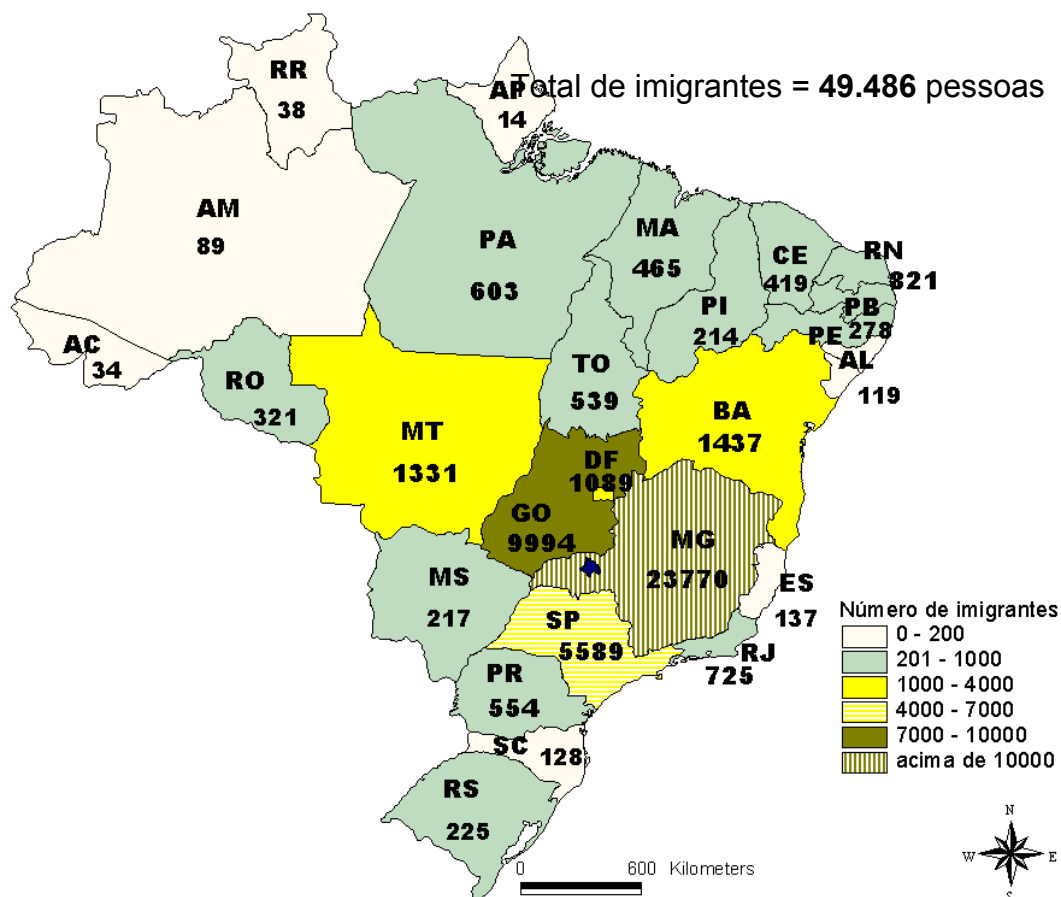 Total de imigrantes = 49.486 pessoas
RR
38
AP
14
AM
89
PA
603
MA
465
CE
419
RN
821
PI
214
PB
278
PE
AL
119
AC
34
RO
321
TO
539
MT
1331
BA
1437
DF
1089
GO
9994
MG
23770
MS
217
ES
137
SP
5589
RJ
725
PR
554
SC
128
RS
225
Número de imigrantes
0 - 200
201 - 1000
1000 - 4000
4000 - 7000
7000 - 10000
acima de 10000
0 600 Kilometers
N
W E
S